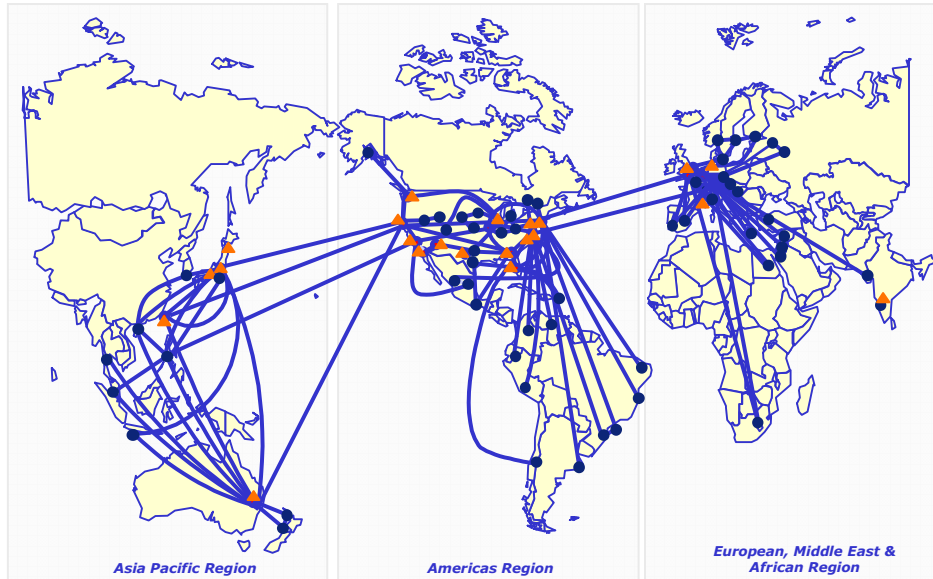 Asia Pacific Region
Americas Region
European, Middle East &
African Region